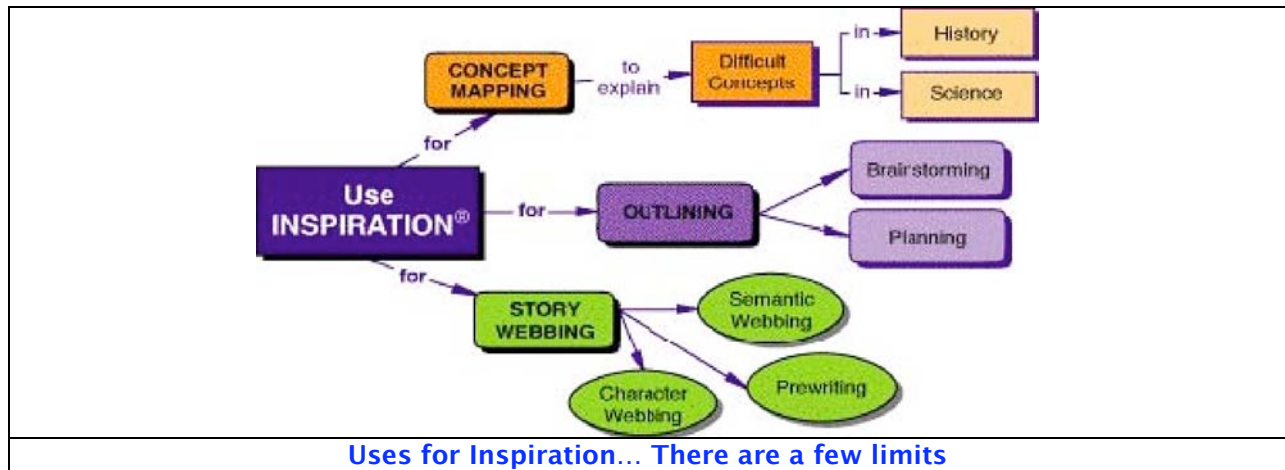 in
History
CONCEPT
MAPPING
to
explain
Difficult
Concepts
in
Science
for
Use
INSPIRATION®
for
OUTLINING
Brainstorming
Planning
for
STORY
WEBBING
Semantic
Webbing
Character
Webbing
Prewriting
Uses for Inspiration... There are a few limits